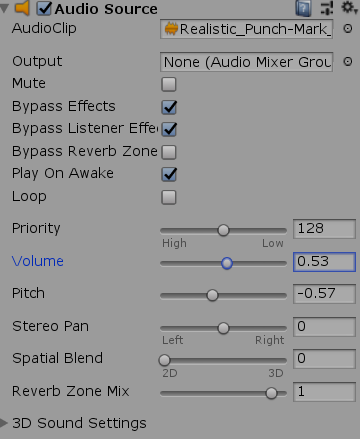 Audio Source
AudioClip Realistic_Punch-Mark_
Output None (Audio Mixer Grou
Mute
Bypass Effects
Bypass Listener Effe
Bypass Reverb Zone
Play On Awake
Loop
Priority 128
High Low
Volume 0.53
Pitch -0.57
Stereo Pan 0
Left Right
Spatial Blend 0
2D 3D
Reverb Zone Mix 1
3D Sound Settings